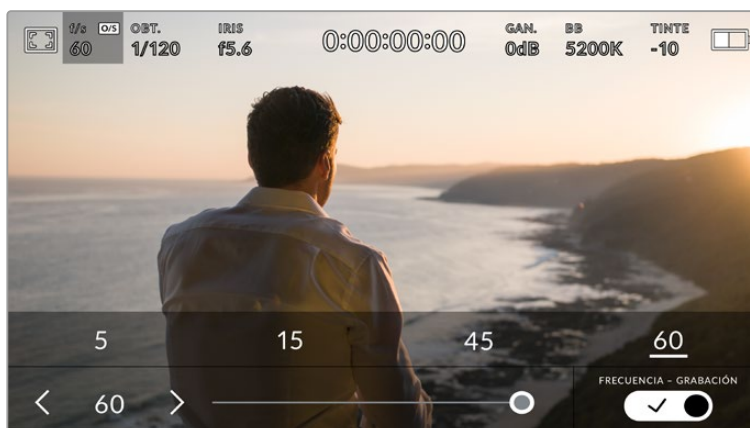 f/s O/S OBT. IRIS GAN. BB TINTE
60 1/120 f5.6 0:00:00:00 0dB 5200K -10
5 15 45 60
FRECUENCIA – GRABACIÓN
60